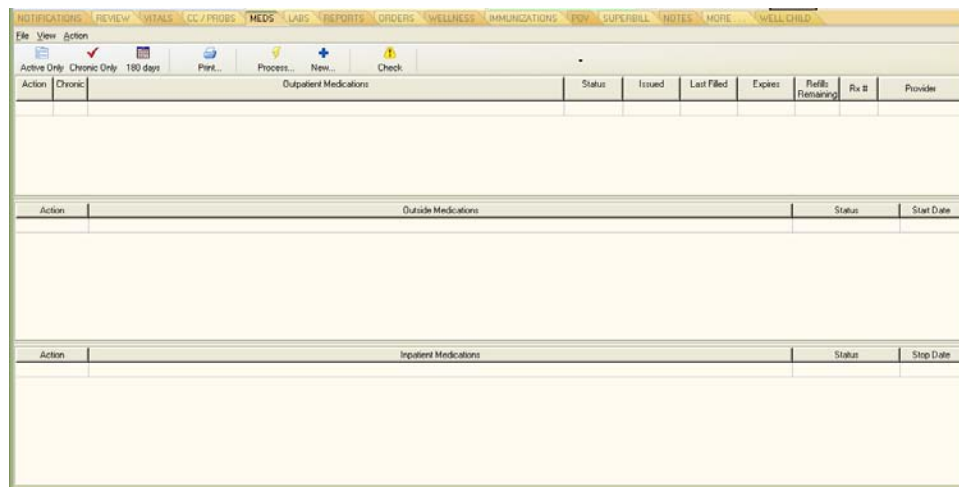 NOTIFICATIONS REVIEW VITALS CC / PROBS MEDS LABS REPORTS ORDERS WELLNESS IMMUNIZATIONS POV SUPERBILL NOTES MORE ... WELL CHILD
File View Action
Active Only Chronic Only 180 days Print... Process... New... Check
Action Chronic Outpatient Medications Status Issued Last Filled Expires Refills Remaining Rx # Provider
Action Outside Medications Status Start Date
Action Inpatient Medications Status Stop Date